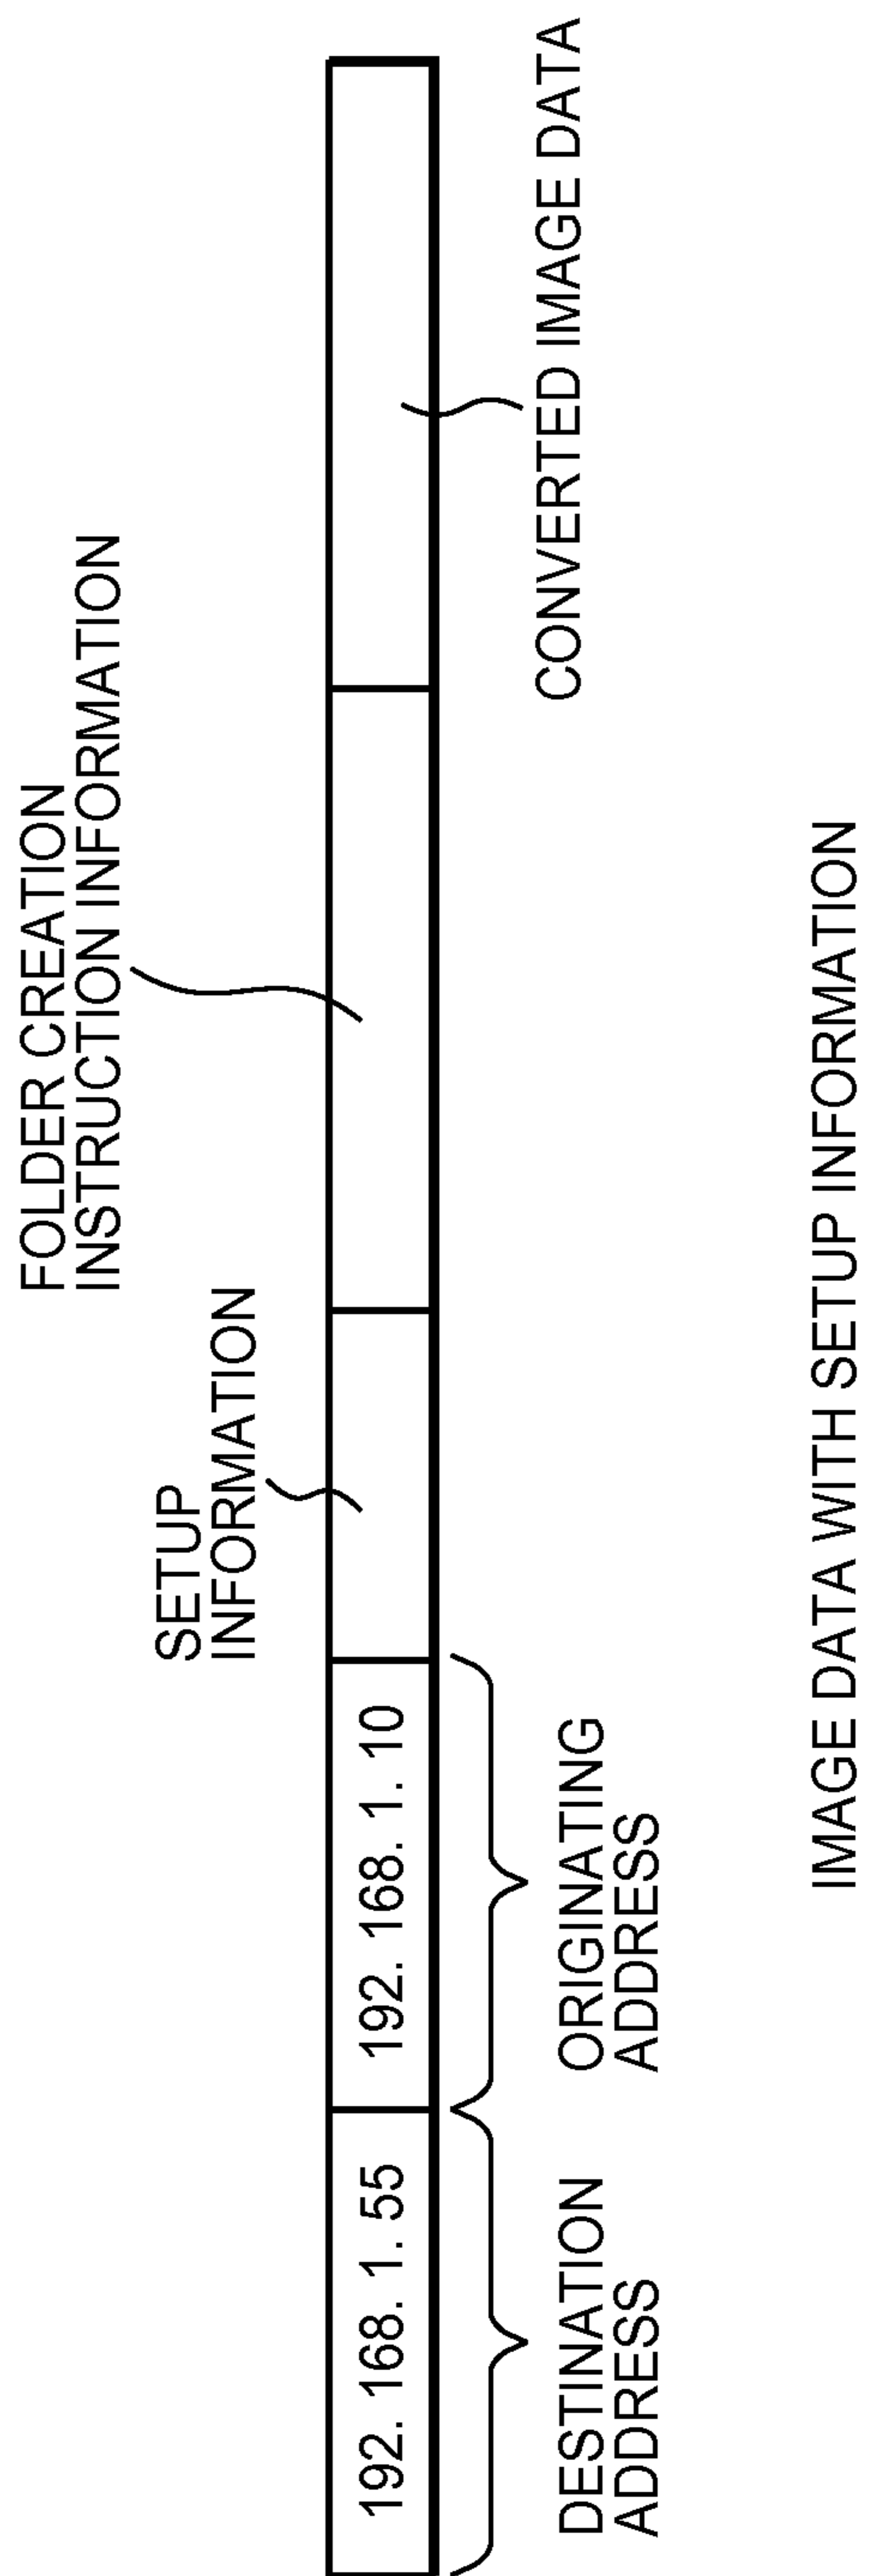 FOLDER CREATION
INSTRUCTION INFORMATION
SETUP
INFORMATION
192. 168. 1. 55
192. 168. 1. 10
DESTINATION
ADDRESS
ORIGINATING
ADDRESS
CONVERTED IMAGE DATA
IMAGE DATA WITH SETUP INFORMATION